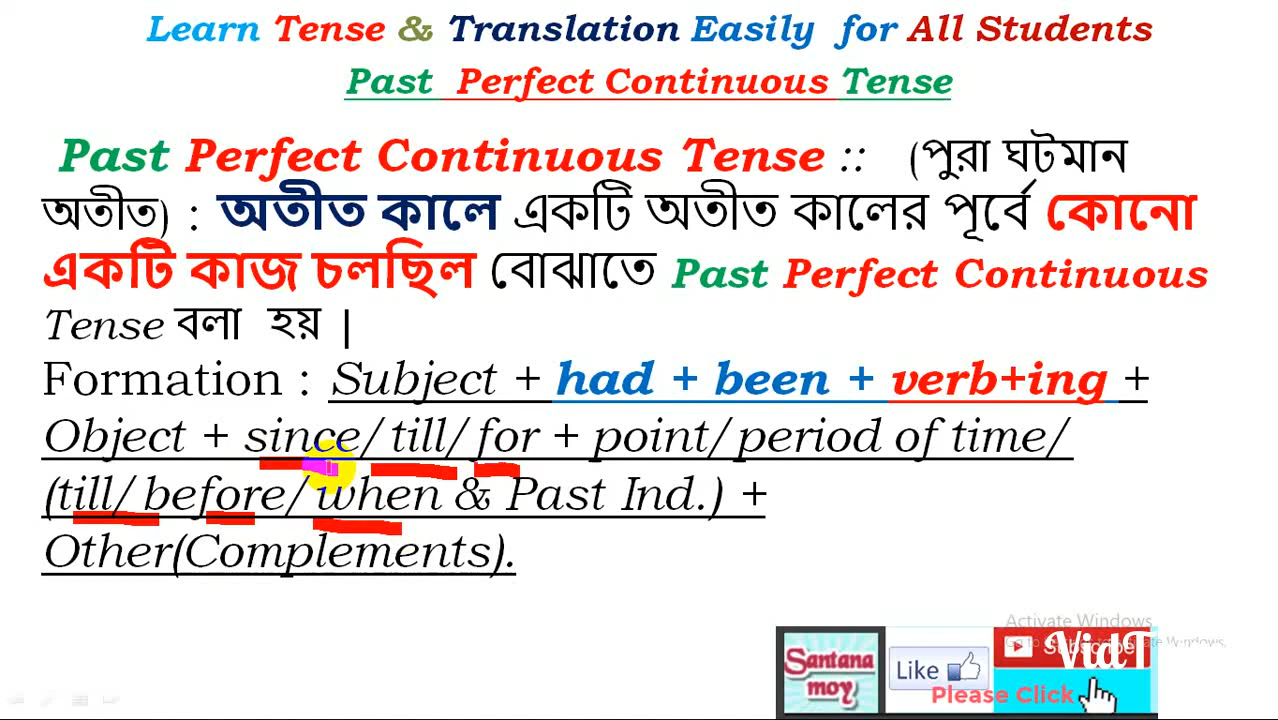 Learn Tense & Translation Easily for All Students
Past Perfect Continuous Tense
Past Perfect Continuous Tense :: (পুরা ঘটমান
অতীত) : অতীত কালে একটি অতীত কালের পূর্বে কোনো
একটি কাজ চলছিল বোঝাতে Past Perfect Continuous
Tense বলা হয় |
Formation : Subject + had + been + verb+ing +
Object + since/ till/ for + point/ period of time/
(till/ before/ when & Past Ind.) +
Other(Complements).
Activate Windows
Santana
moy
Like
VidT
Please Click